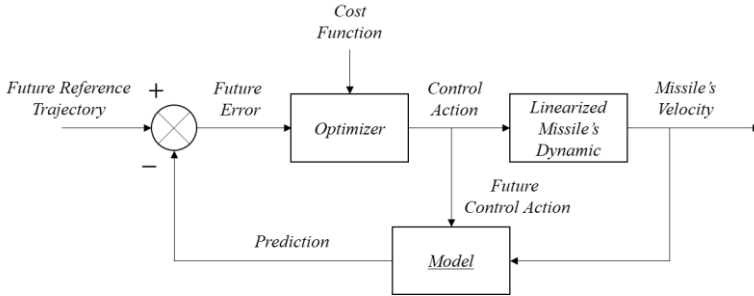 Cost
Function
Future Reference
Trajectory
+
Future
Error
Optimizer
Control
Action
Linearized
Missile's
Dynamic
Missile's
Velocity
−
Future
Control Action
Prediction
Model